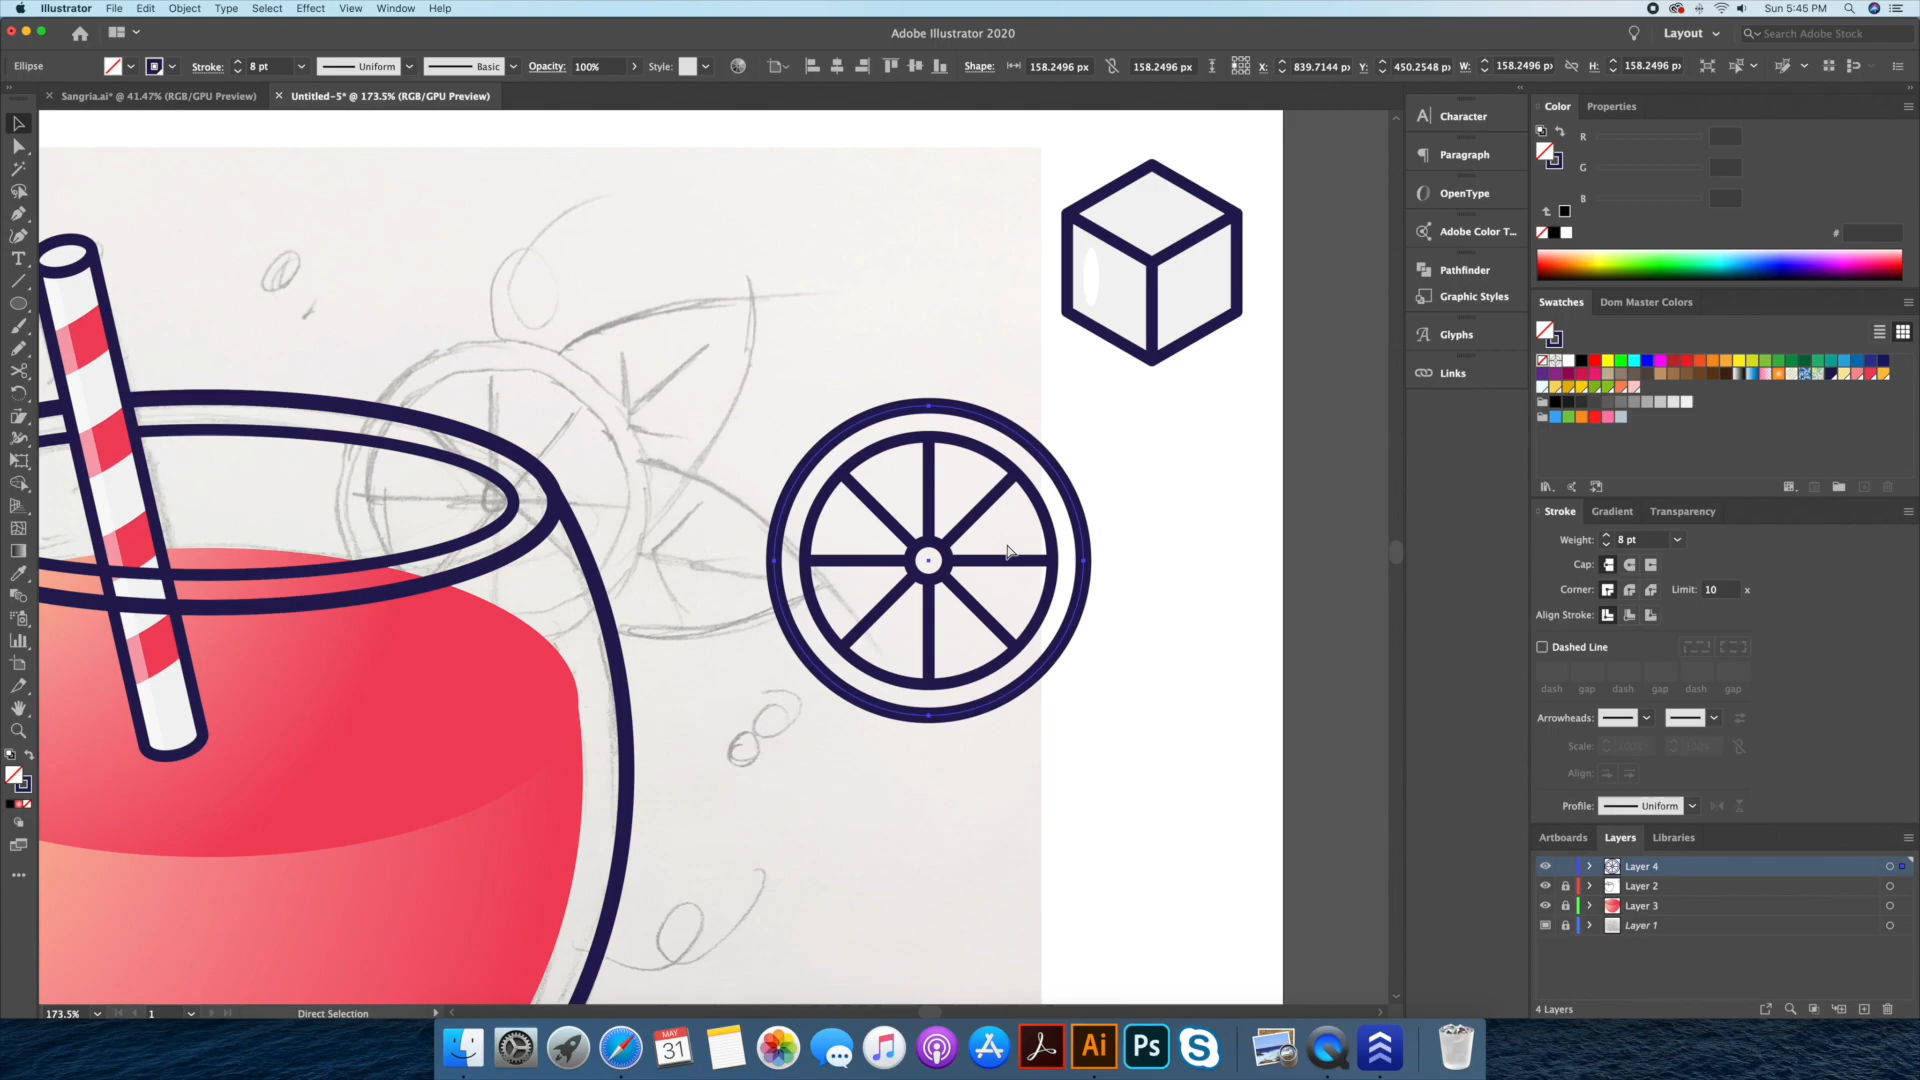 Illustrator File Edit Object Type Select Effect View Window Help Sun 5:45 PM
Adobe Illustrator 2020 Layout Search Adobe Stock
Ellipse Stroke: 8 pt Uniform Basic Opacity: 100% Style: Shape: 158.2496 px 158.2496 px X: 839.7144 px Y: 450.2548 px W: 158.2496 px H: 158.2496 px
Sangria.ai* @ 41.47% (RGB/GPU Preview) Untitled-5* @ 173.5% (RGB/GPU Preview)
Character
Paragraph
OpenType
Adobe Color T...
Pathfinder
Graphic Styles
Glyphs
Links
Color Properties
R
G
B
#
Swatches Dom Master Colors
Stroke Gradient Transparency
Weight: 8 pt
Cap:
Corner: Limit: 10 x
Align Stroke:
Dashed Line
dash gap dash gap dash gap
Arrowheads:
Scale: 100% 100%
Align:
Profile: Uniform
Artboards Layers Libraries
Layer 4
Layer 2
Layer 3
Layer 1
4 Layers
173.5% 1 Direct Selection
MAY
31
Ai Ps